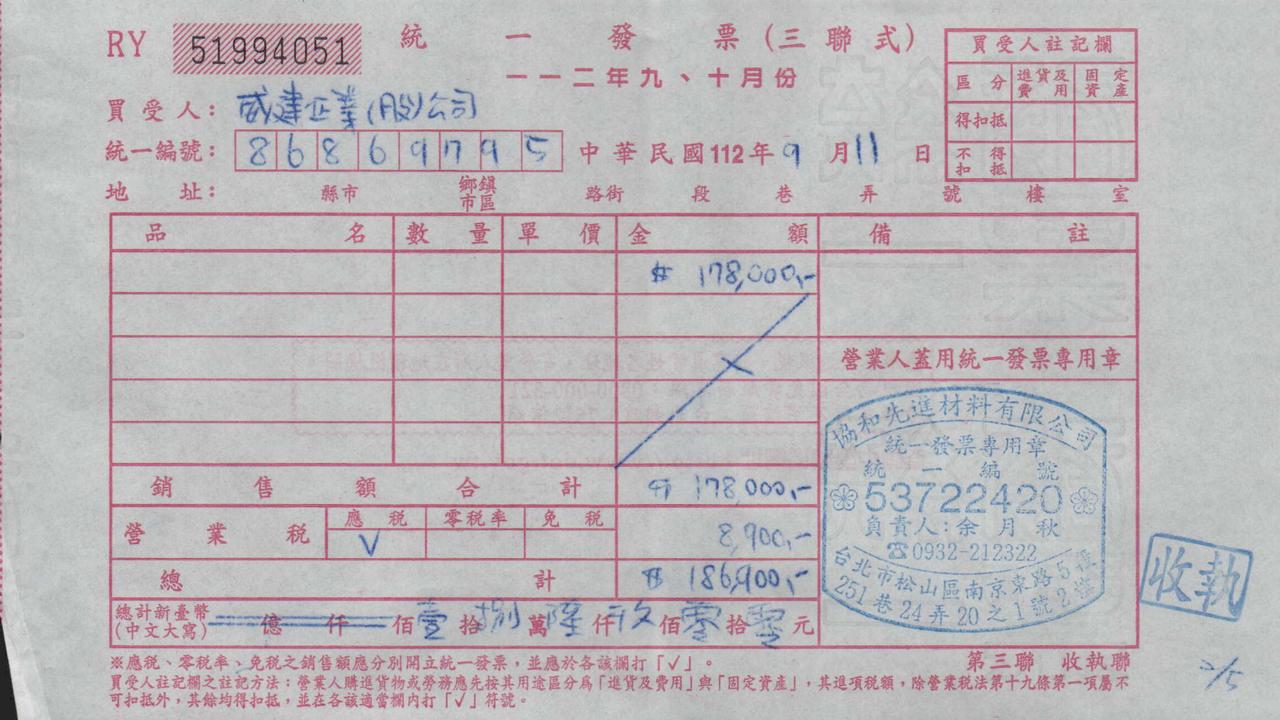 RY 51994051 統一發票(三聯式)
一一二年九、十月份
買受人註記欄
區分 進貨及費用 固定資產
得扣抵
不得扣抵
買受人: 威建企業(股)公司
統一編號: 86869795 中華民國112年9月11日
地址: 縣市 鄉鎮市區 路街 段 巷 弄 號 樓 室
品名 數量 單價 金額 備註
$ 178,000,-
營業人蓋用統一發票專用章
協和先進材料有限公司
統一發票專用章
統一編號
53722420
負責人:余月秋
☎0932-212322
台北市松山區南京東路5段
251巷24弄20之1號2樓
銷售額合計 $ 178,000,-
應稅 零稅率 免稅
營業稅 V 8,900,-
總計 $ 186,900,-
總計新臺幣(中文大寫) 億 仟 佰 壹 拾 捌 萬 陸 仟 玖 佰 零 拾 零 元
收執
※應稅、零稅率、免稅之銷售額應分別開立統一發票,並應於各該欄打「√」。
第三聯 收執聯
買受人註記欄之註記方法:營業人購進貨物或勞務應先按其用途區分為「進貨及費用」與「固定資產」,其進項稅額,除營業稅法第十九條第一項屬不
可扣抵外,其餘均得扣抵,並在各該適當欄內打「√」符號。
2/5